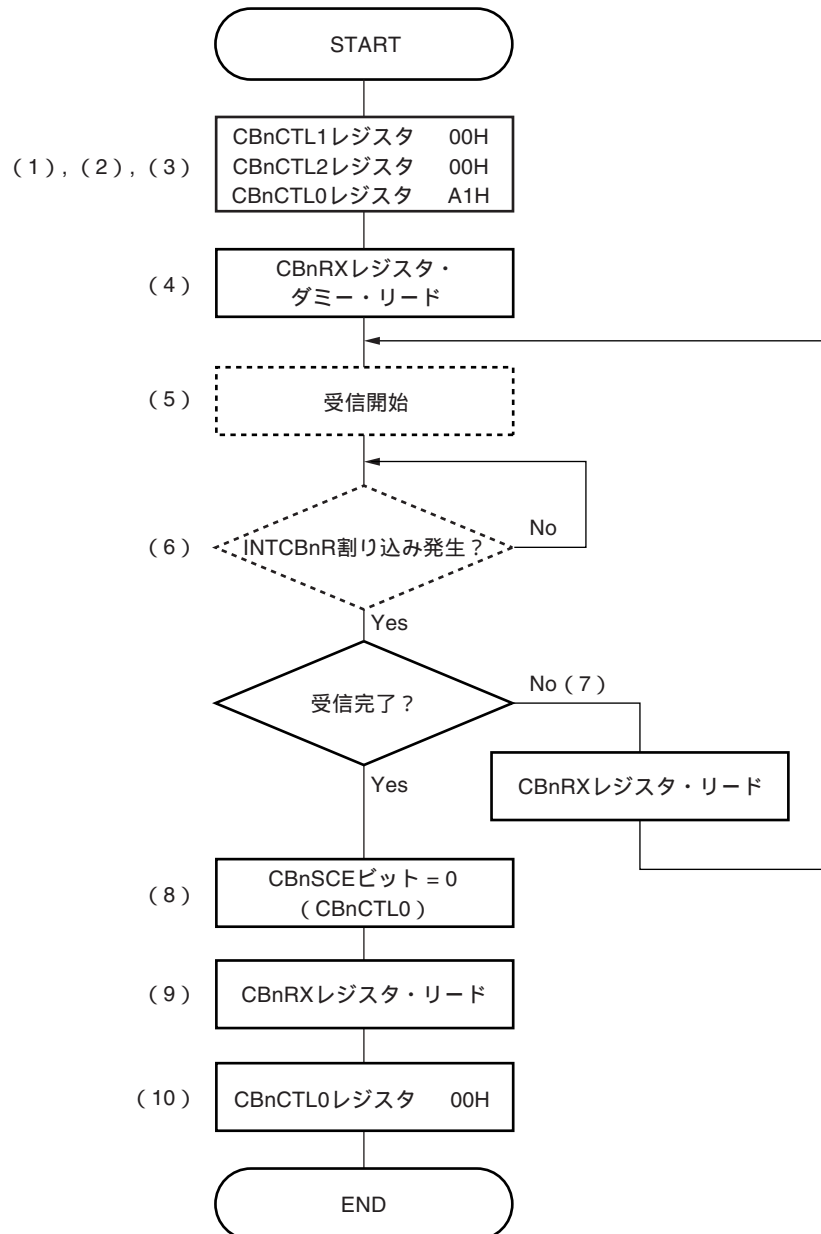 START
(1), (2), (3)
CBnCTL1レジスタ 00H
CBnCTL2レジスタ 00H
CBnCTL0レジスタ A1H
(4)
CBnRXレジスタ・
ダミー・リード
(5)
受信開始
(6)
INTCBnR割り込み発生？
No
Yes
受信完了？
No (7)
CBnRXレジスタ・リード
Yes
(8)
CBnSCEビット = 0
(CBnCTL0)
(9)
CBnRXレジスタ・リード
(10)
CBnCTL0レジスタ 00H
END